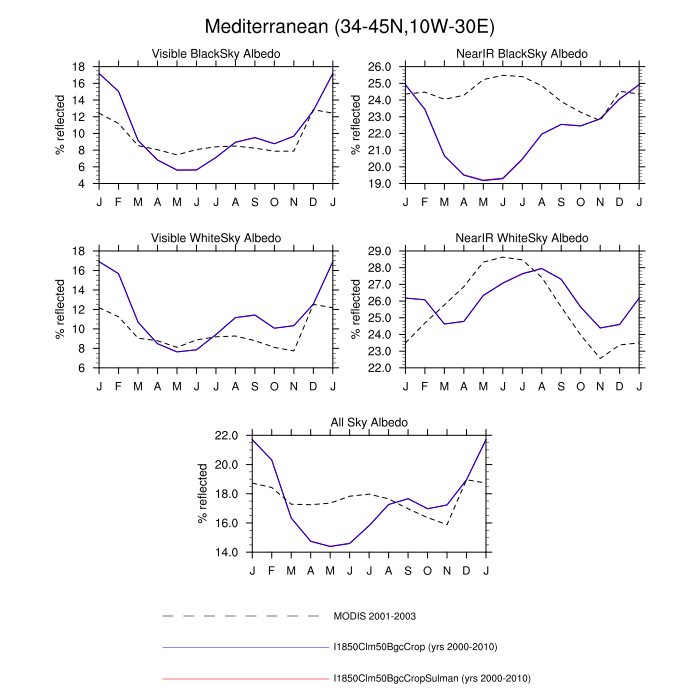 Mediterranean (34-45N,10W-30E)
Visible BlackSky Albedo
NearIR BlackSky Albedo
18
16
14
12
10
8
6
4
% reflected
J F M A M J J A S O N D J
26.0
25.0
24.0
23.0
22.0
21.0
20.0
19.0
% reflected
J F M A M J J A S O N D J
Visible WhiteSky Albedo
NearIR WhiteSky Albedo
18
16
14
12
10
8
6
% reflected
J F M A M J J A S O N D J
29.0
28.0
27.0
26.0
25.0
24.0
23.0
22.0
% reflected
J F M A M J J A S O N D J
All Sky Albedo
22.0
20.0
18.0
16.0
14.0
% reflected
J F M A M J J A S O N D J
MODIS 2001-2003
I1850Clm50BgcCrop (yrs 2000-2010)
I1850Clm50BgcCropSulman (yrs 2000-2010)